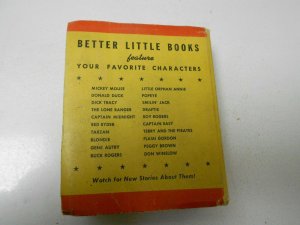 BETTER LITTLE BOOKS
feature
YOUR FAVORITE CHARACTERS
MICKEY MOUSE LITTLE ORPHAN ANNIE
DONALD DUCK POPEYE
DICK TRACY SMILIN' JACK
THE LONE RANGER DRAFTIE
CAPTAIN MIDNIGHT ROY ROGERS
RED RYDER CAPTAIN EASY
TARZAN TERRY AND THE PIRATES
BLONDIE FLASH GORDON
GENE AUTRY PEGGY BROWN
BUCK ROGERS DON WINSLOW
Watch for New Stories About Them!